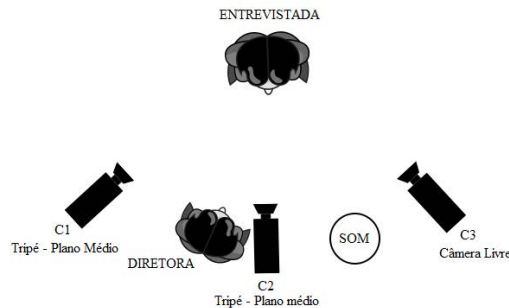 ENTREVISTADA
C1
Tripé - Plano Médio
DIRETORA
C2
Tripé - Plano médio
SOM
C3
Câmera Livre